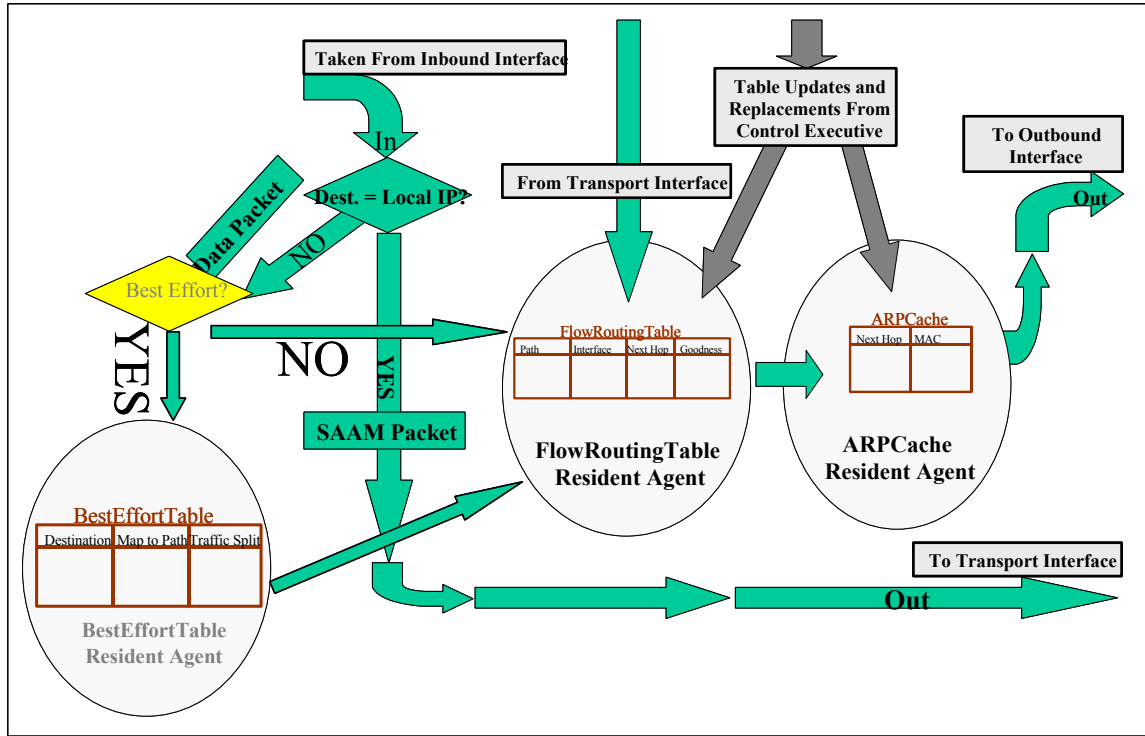 Taken From Inbound Interface
In
Dest. = Local IP?
Data Packet
NO
Best Effort?
YES
NO
YES
SAAM Packet
BestEffortTable
Destination Map to Path Traffic Split
BestEffortTable
Resident Agent
From Transport Interface
Table Updates and
Replacements From
Control Executive
FlowRoutingTable
Path Interface Next Hop Goodness
FlowRoutingTable
Resident Agent
ARPCache
Next Hop MAC
ARPCache
Resident Agent
To Outbound
Interface
Out
To Transport Interface
Out